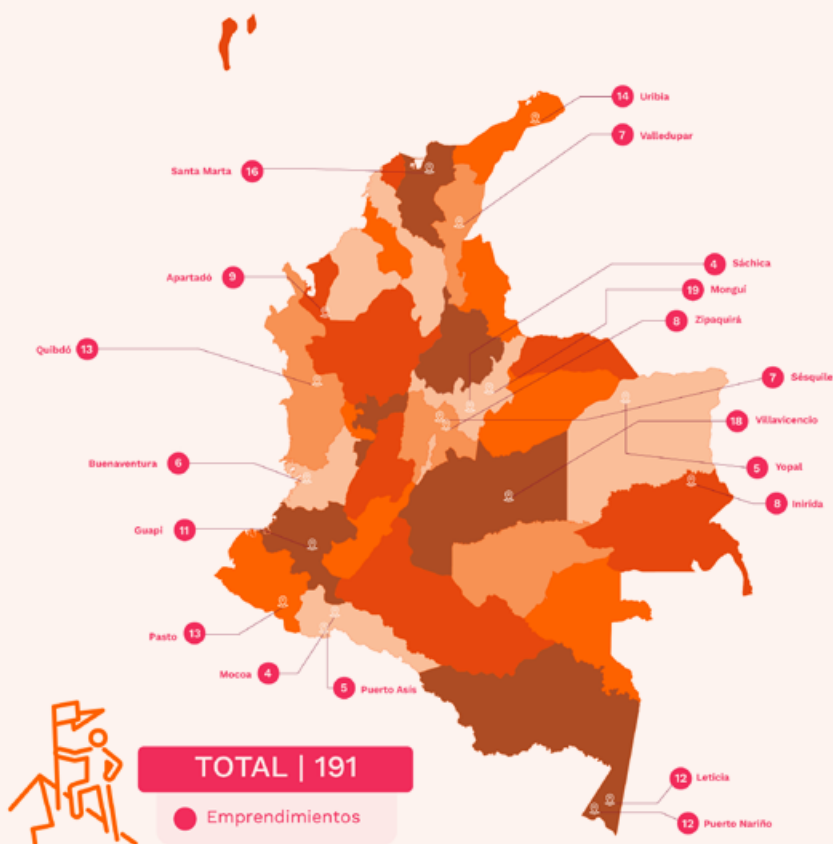 14 Uribia
7 Valledupar
Santa Marta 16
4 Sáchica
Apartadó 9
19 Monguí
8 Zipaquirá
Quibdó 13
7 Sésquile
18 Villavicencio
Buenaventura 6
5 Yopal
8 Inirida
Guapi 11
Pasto 13
Mocoa 4
5 Puerto Asis
TOTAL | 191
Emprendimientos
12 Leticia
12 Puerto Nariño